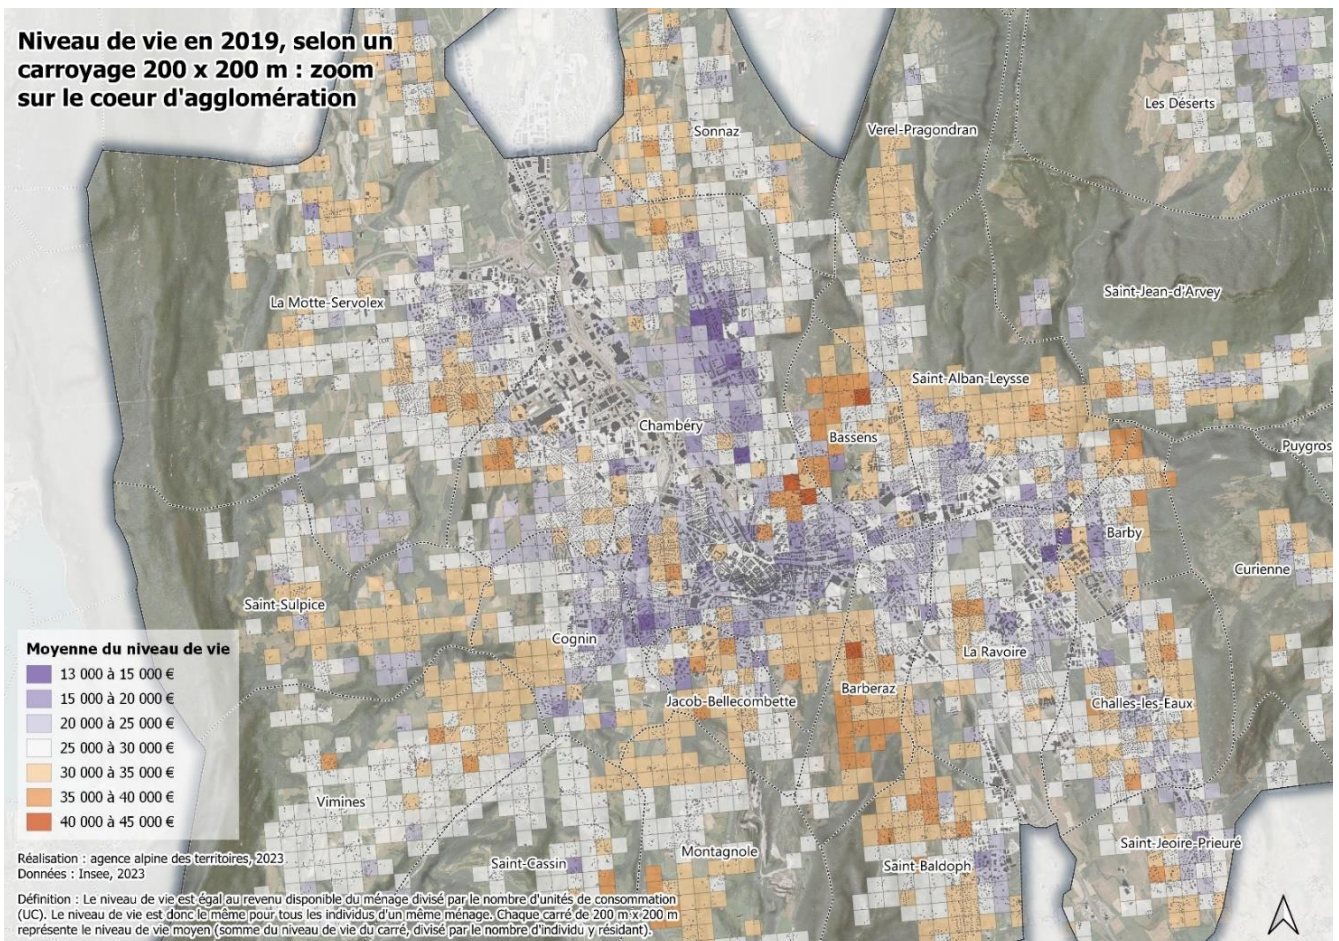 Niveau de vie en 2019, selon un
carroyage 200 x 200 m : zoom
sur le coeur d'agglomération
Les Déserts
Sonnaz
Verel-Pragondran
Saint-Jean-d'Arvey
La Motte-Servolex
Saint-Alban-Leysse
Chambéry
Bassens
Puygros
Barby
Curienne
Saint-Sulpice
Cognin
La Ravoire
Barberaz
Jacob-Bellecombette
Challes-les-Eaux
Vimines
Saint-Jeoire-Prieuré
Montagnole
Saint-Cassin
Saint-Baldoph
Moyenne du niveau de vie
13 000 à 15 000 €
15 000 à 20 000 €
20 000 à 25 000 €
25 000 à 30 000 €
30 000 à 35 000 €
35 000 à 40 000 €
40 000 à 45 000 €
Réalisation : agence alpine des territoires, 2023
Données : Insee, 2023
Définition : Le niveau de vie est égal au revenu disponible du ménage divisé par le nombre d'unités de consommation
(UC). Le niveau de vie est donc le même pour tous les individus d'un même ménage. Chaque carré de 200 m x 200 m
représente le niveau de vie moyen (somme du niveau de vie du carré, divisé par le nombre d'individu y résidant).